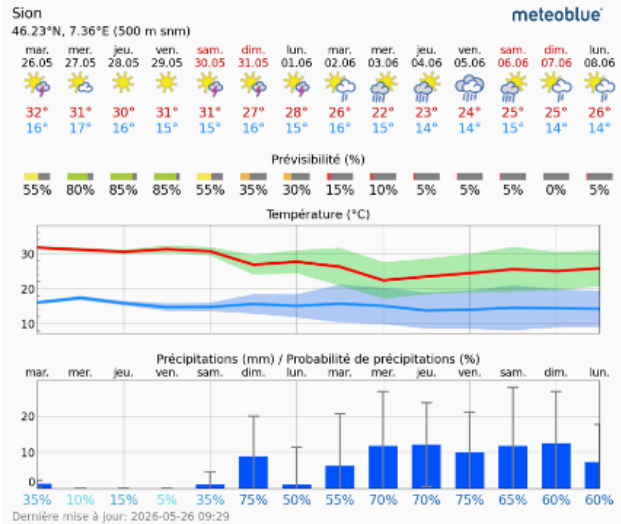 Sion
meteoblue
46.23°N, 7.36°E (500 m snm)
mar. mer. jeu. ven. sam. dim. lun. mar. mer. jeu. ven. sam. dim. lun.
26.05 27.05 28.05 29.05 30.05 31.05 01.06 02.06 03.06 04.06 05.06 06.06 07.06 08.06
32° 31° 30° 31° 31° 27° 28° 26° 22° 23° 24° 25° 25° 26°
16° 17° 16° 15° 15° 16° 15° 16° 15° 14° 14° 15° 14° 14°
Prévisibilité (%)
55% 80% 85% 85% 55% 35% 30% 15% 10% 5% 5% 5% 0% 5%
Température (°C)
30
20
10
Précipitations (mm) / Probabilité de précipitations (%)
mar. mer. jeu. ven. sam. dim. lun. mar. mer. jeu. ven. sam. dim. lun.
20
10
0
35% 10% 15% 5% 35% 75% 50% 55% 70% 70% 75% 65% 60% 60%
Dernière mise à jour: 2026-05-26 09:29